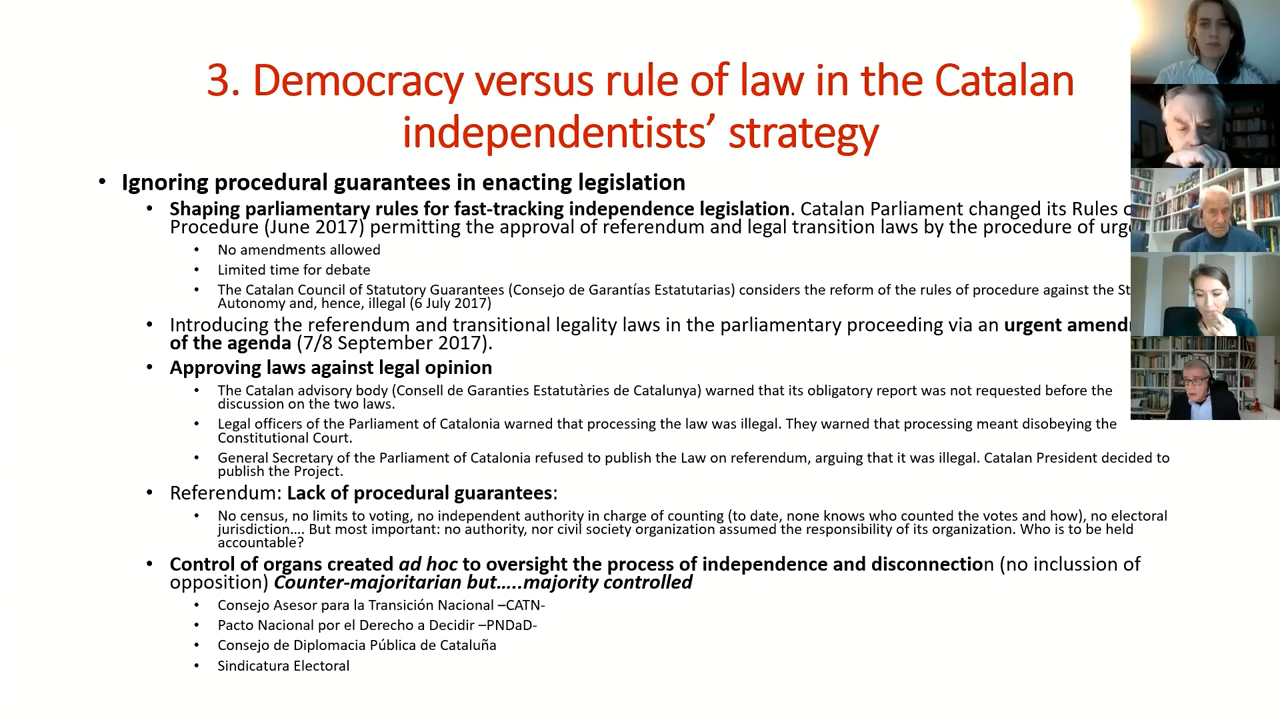 3. Democracy versus rule of law in the Catalan
independentists’ strategy
• Ignoring procedural guarantees in enacting legislation
• Shaping parliamentary rules for fast-tracking independence legislation. Catalan Parliament changed its Rules
Procedure (June 2017) permitting the approval of referendum and legal transition laws by the procedure of
• No amendments allowed
• Limited time for debate
• The Catalan Council of Statutory Guarantees (Consejo de Garantías Estatutarias) considers the reform of the rules of procedure against the
Autonomy and, hence, illegal (6 July 2017)
• Introducing the referendum and transitional legality laws in the parliamentary proceeding via an urgent
of the agenda (7/8 September 2017).
• Approving laws against legal opinion
• The Catalan advisory body (Consell de Garanties Estatutàries de Catalunya) warned that its obligatory report was not requested before the
discussion on the two laws.
• Legal officers of the Parliament of Catalonia warned that processing the law was illegal. They warned that processing meant disobeying the
Constitutional Court.
• General Secretary of the Parliament of Catalonia refused to publish the Law on referendum, arguing that it was illegal. Catalan President decided to
publish the Project.
• Referendum: Lack of procedural guarantees:
• No census, no limits to voting, no independent authority in charge of counting (to date, none knows who counted the votes and how), no electoral
jurisdiction.... But most important: no authority, nor civil society organization assumed the responsibility of its organization. Who is to be held
accountable?
• Control of organs created ad hoc to oversight the process of independence and disconnection (no inclussion of
opposition) Counter-majoritarian but…..majority controlled
• Consejo Asesor para la Transición Nacional –CATN-
• Pacto Nacional por el Derecho a Decidir –PNDaD-
• Consejo de Diplomacia Pública de Cataluña
• Sindicatura Electoral